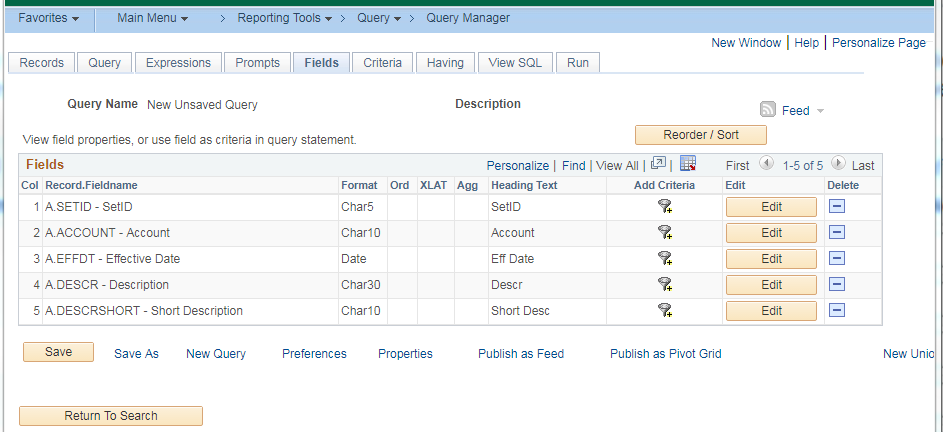 Favorites Main Menu > Reporting Tools > Query > Query Manager
New Window | Help | Personalize Page
Records Query Expressions Prompts Fields Criteria Having View SQL Run
Query Name New Unsaved Query Description
Feed
View field properties, or use field as criteria in query statement.
Reorder / Sort
Fields Personalize | Find | View All | | First 1-5 of 5 Last
Col Record.Fieldname Format Ord XLAT Agg Heading Text Add Criteria Edit Delete
1 A.SETID - SetID Char5 SetID Edit
2 A.ACCOUNT - Account Char10 Account Edit
3 A.EFFDT - Effective Date Date Eff Date Edit
4 A.DESCR - Description Char30 Descr Edit
5 A.DESCRSHORT - Short Description Char10 Short Desc Edit
Save Save As New Query Preferences Properties Publish as Feed Publish as Pivot Grid New Unio
Return To Search